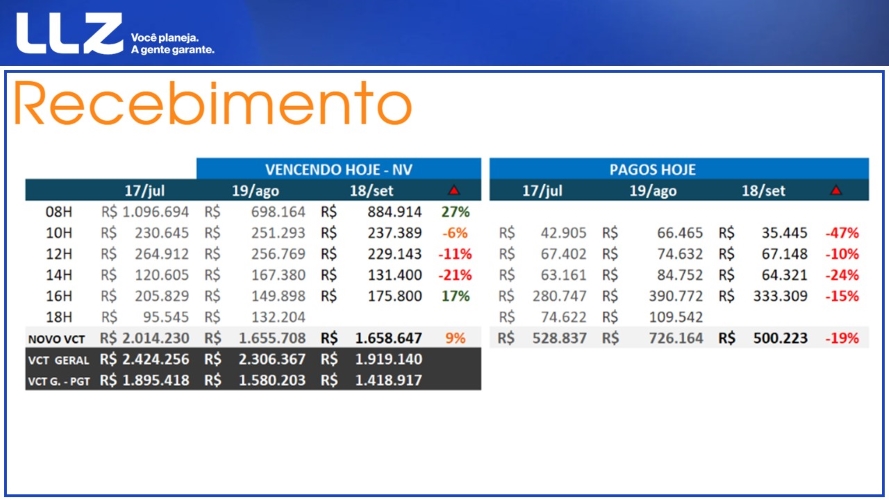 LLZ Você planeja.
A gente garante.
Recebimento
VENCENDO HOJE - NV PAGOS HOJE
17/jul 19/ago 18/set 17/jul 19/ago 18/set
08H R$ 1.096.694 R$ 698.164 R$ 884.914 27%
10H R$ 230.645 R$ 251.293 R$ 237.389 -6% R$ 42.905 R$ 66.465 R$ 35.445 -47%
12H R$ 264.912 R$ 256.769 R$ 229.143 -11% R$ 67.402 R$ 74.632 R$ 67.148 -10%
14H R$ 120.605 R$ 167.380 R$ 131.400 -21% R$ 63.161 R$ 84.752 R$ 64.321 -24%
16H R$ 205.829 R$ 149.898 R$ 175.800 17% R$ 280.747 R$ 390.772 R$ 333.309 -15%
18H R$ 95.545 R$ 132.204 R$ 74.622 R$ 109.542
NOVO VCT R$ 2.014.230 R$ 1.655.708 R$ 1.658.647 9% R$ 528.837 R$ 726.164 R$ 500.223 -19%
VCT GERAL R$ 2.424.256 R$ 2.306.367 R$ 1.919.140
VCT G. - PGT R$ 1.895.418 R$ 1.580.203 R$ 1.418.917